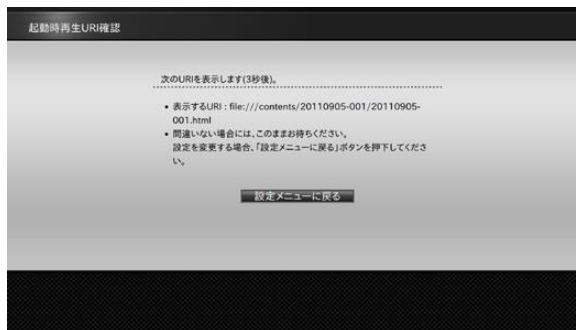 起動時再生URI確認
次のURIを表示します(3秒後)。
• 表示するURI : file:///contents/20110905-001/20110905-
001.html
• 間違いない場合には、このままお待ちください。
設定を変更する場合、「設定メニューに戻る」ボタンを押下してくださ
い。
設定メニューに戻る